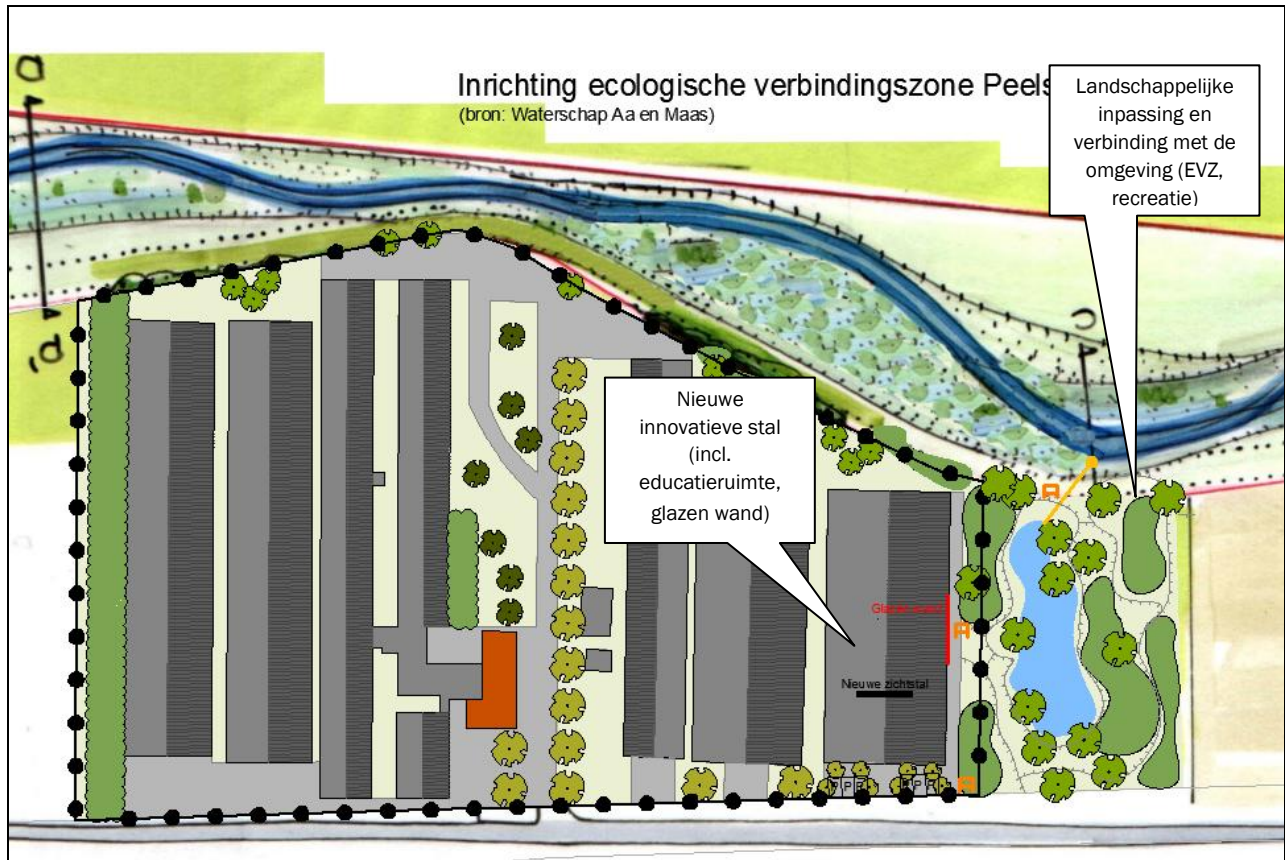 Inrichting ecologische verbindingszone Peels
(bron: Waterschap Aa en Maas)
Landschappelijke
inpassing en
verbinding met de
omgeving (EVZ,
recreatie)
a
a'
C
Nieuwe
innovatieve stal
(incl.
educatieruimte,
glazen wand)
Glazen
Nieuwe zichtstal
P P P P